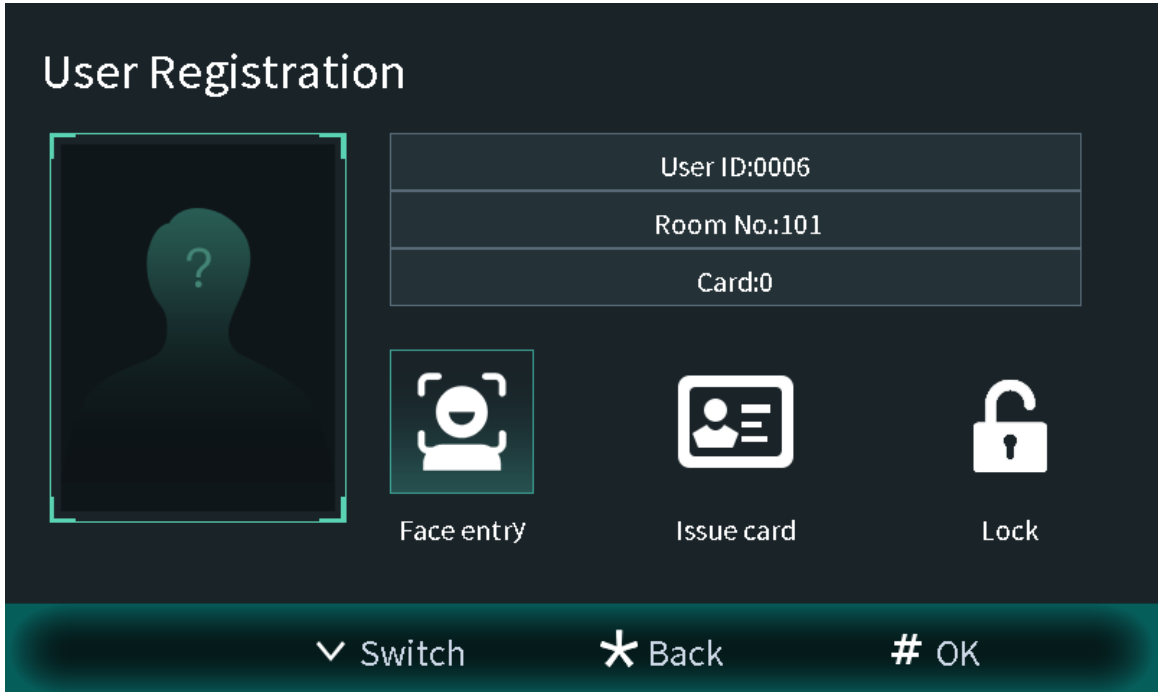 User Registration
?
User ID:0006
Room No.:101
Card:0
Face entry
Issue card
Lock
Switch
* Back
# OK